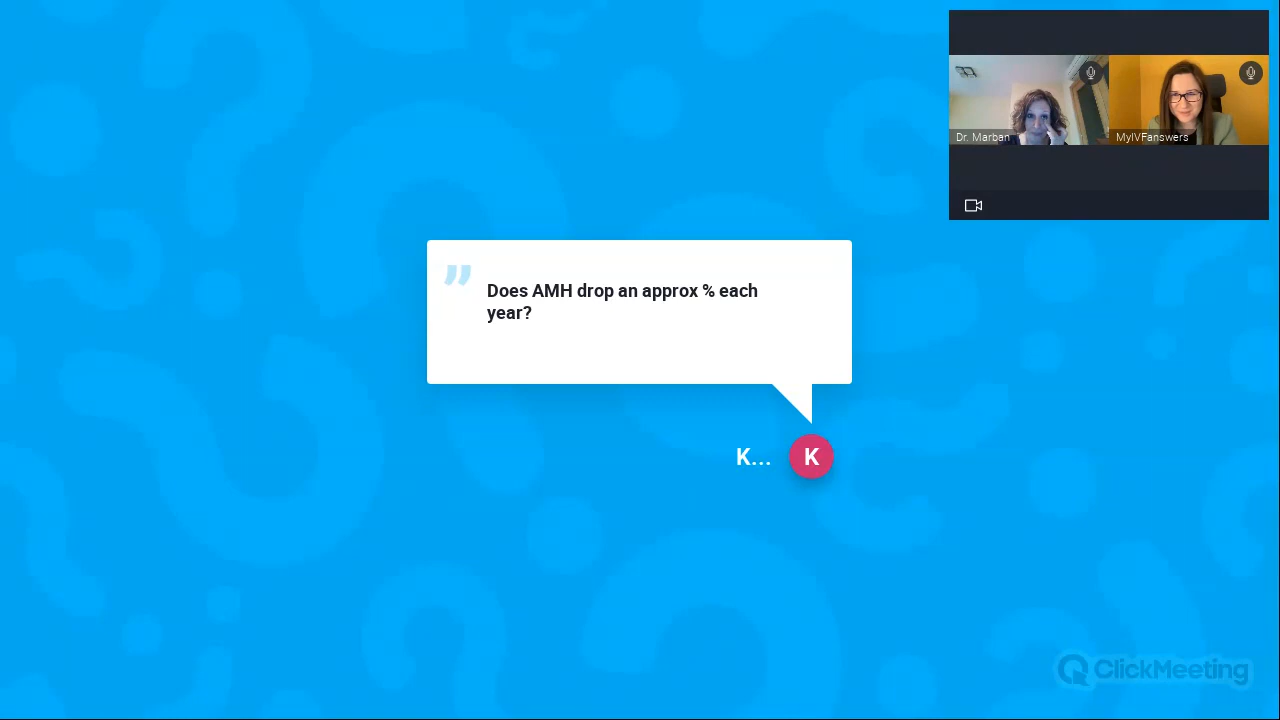 Dr. Marban
MyIVFanswers
Does AMH drop an approx % each
year?
K...
K
ClickMeeting